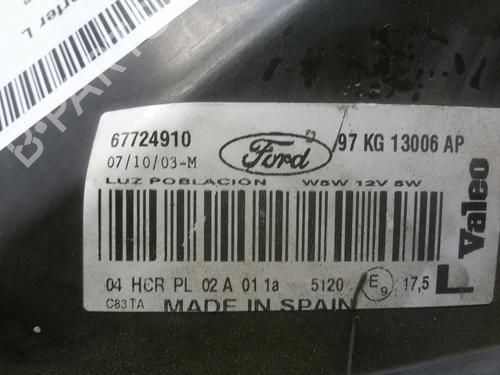 67724910
07/10/03-M
Ford
97 KG 13006 AP
LUZ POBLACION W5W 12V 5W
04 HCR PL 02 A 01 1a 5120 E9 17,5 L
C83TA MADE IN SPAIN
Valeo
B-PART